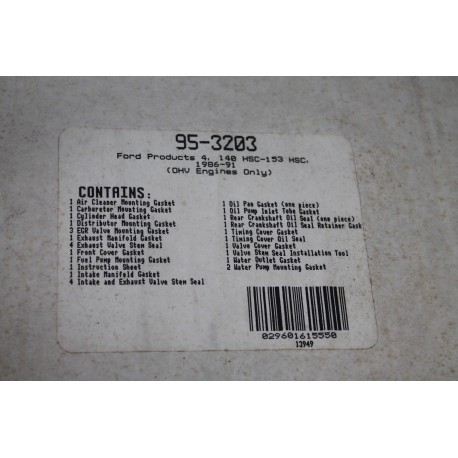 95-3203
Ford Products 4, 140 HSC-153 HSC,
1986-91
(OHV Engines Only)
CONTAINS:
1 Air Cleaner Mounting Gasket
1 Carburetor Mounting Gasket
1 Cylinder Head Gasket
1 Distributor Mounting Gasket
3 EGR Valve Mounting Gasket
1 Exhaust Manifold Gasket
4 Exhaust Valve Stem Seal
1 Front Cover Gasket
1 Fuel Pump Mounting Gasket
1 Instruction Sheet
1 Intake Manifold Gasket
4 Intake and Exhaust Valve Stem Seal
1 Oil Pan Gasket (one piece)
1 Oil Pump Inlet Tube Gasket
1 Rear Crankshaft Oil Seal (one piece)
1 Rear Crankshaft Oil Seal Retainer Gask
1 Timing Cover Gasket
1 Timing Cover Oil Seal
1 Valve Cover Gasket
1 Valve Stem Seal Installation Tool
1 Water Outlet Gasket
2 Water Pump Mounting Gasket
029601615550
13949